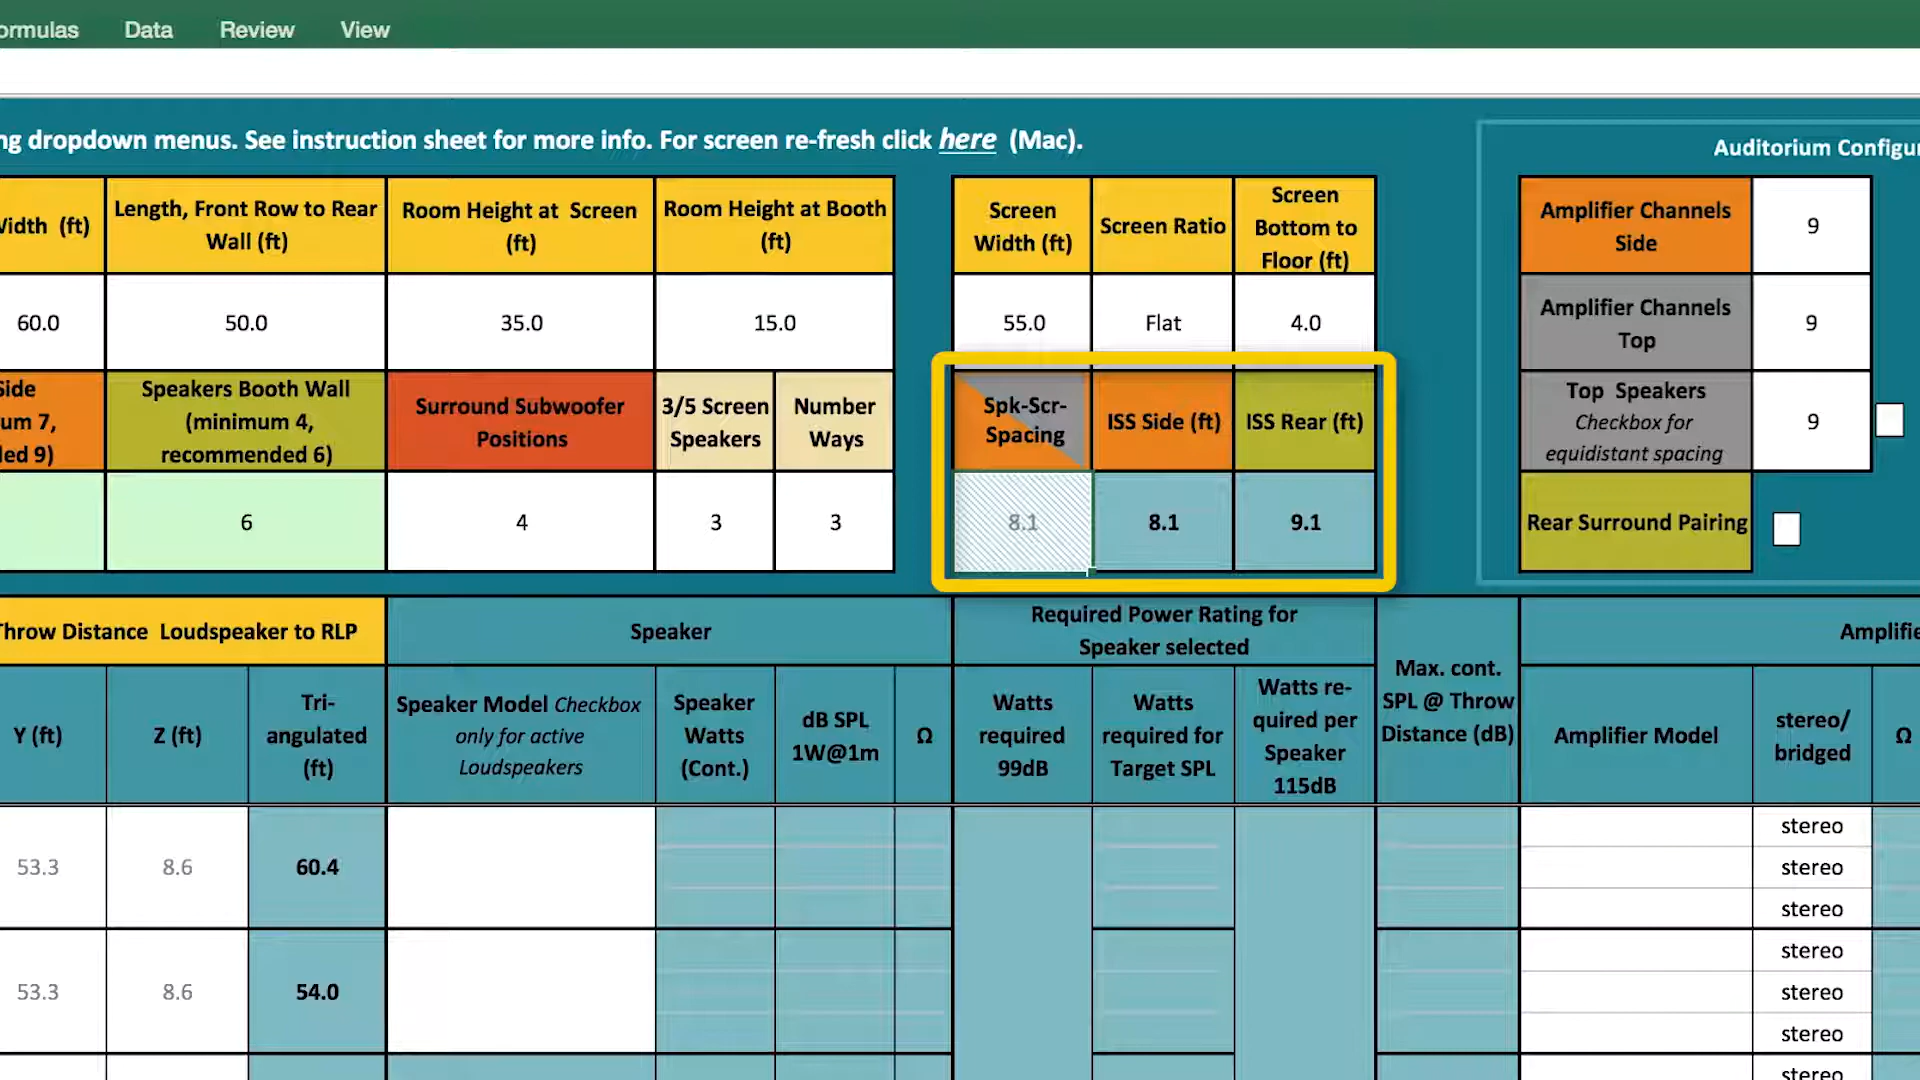 ormulas Data Review View
ng dropdown menus. See instruction sheet for more info. For screen re-fresh click here (Mac).
Auditorium Configur
Vidth (ft)
Length, Front Row to Rear
Wall (ft)
Room Height at Screen
(ft)
Room Height at Booth
(ft)
Screen
Width (ft)
Screen Ratio
Screen
Bottom to
Floor (ft)
Amplifier Channels
Side
9
60.0
50.0
35.0
15.0
55.0
Flat
4.0
Amplifier Channels
Top
9
Side
um 7,
led 9)
Speakers Booth Wall
(minimum 4,
recommended 6)
Surround Subwoofer
Positions
3/5 Screen
Speakers
Number
Ways
Spk-Scr-
Spacing
ISS Side (ft)
ISS Rear (ft)
Top Speakers
Checkbox for
equidistant spacing
9
6
4
3
3
8.1
8.1
9.1
Rear Surround Pairing
Throw Distance Loudspeaker to RLP
Speaker
Required Power Rating for
Speaker selected
Max. cont.
SPL @ Throw
Distance (dB)
Amplifie
Y (ft)
Z (ft)
Tri-
angulated
(ft)
Speaker Model Checkbox
only for active
Loudspeakers
Speaker
Watts
(Cont.)
dB SPL
1W@1m
Ω
Watts
required
99dB
Watts
required for
Target SPL
Watts re-
quired per
Speaker
115dB
Amplifier Model
stereo/
bridged
Ω
53.3
8.6
60.4
stereo
stereo
stereo
53.3
8.6
54.0
stereo
stereo
stereo
stereo